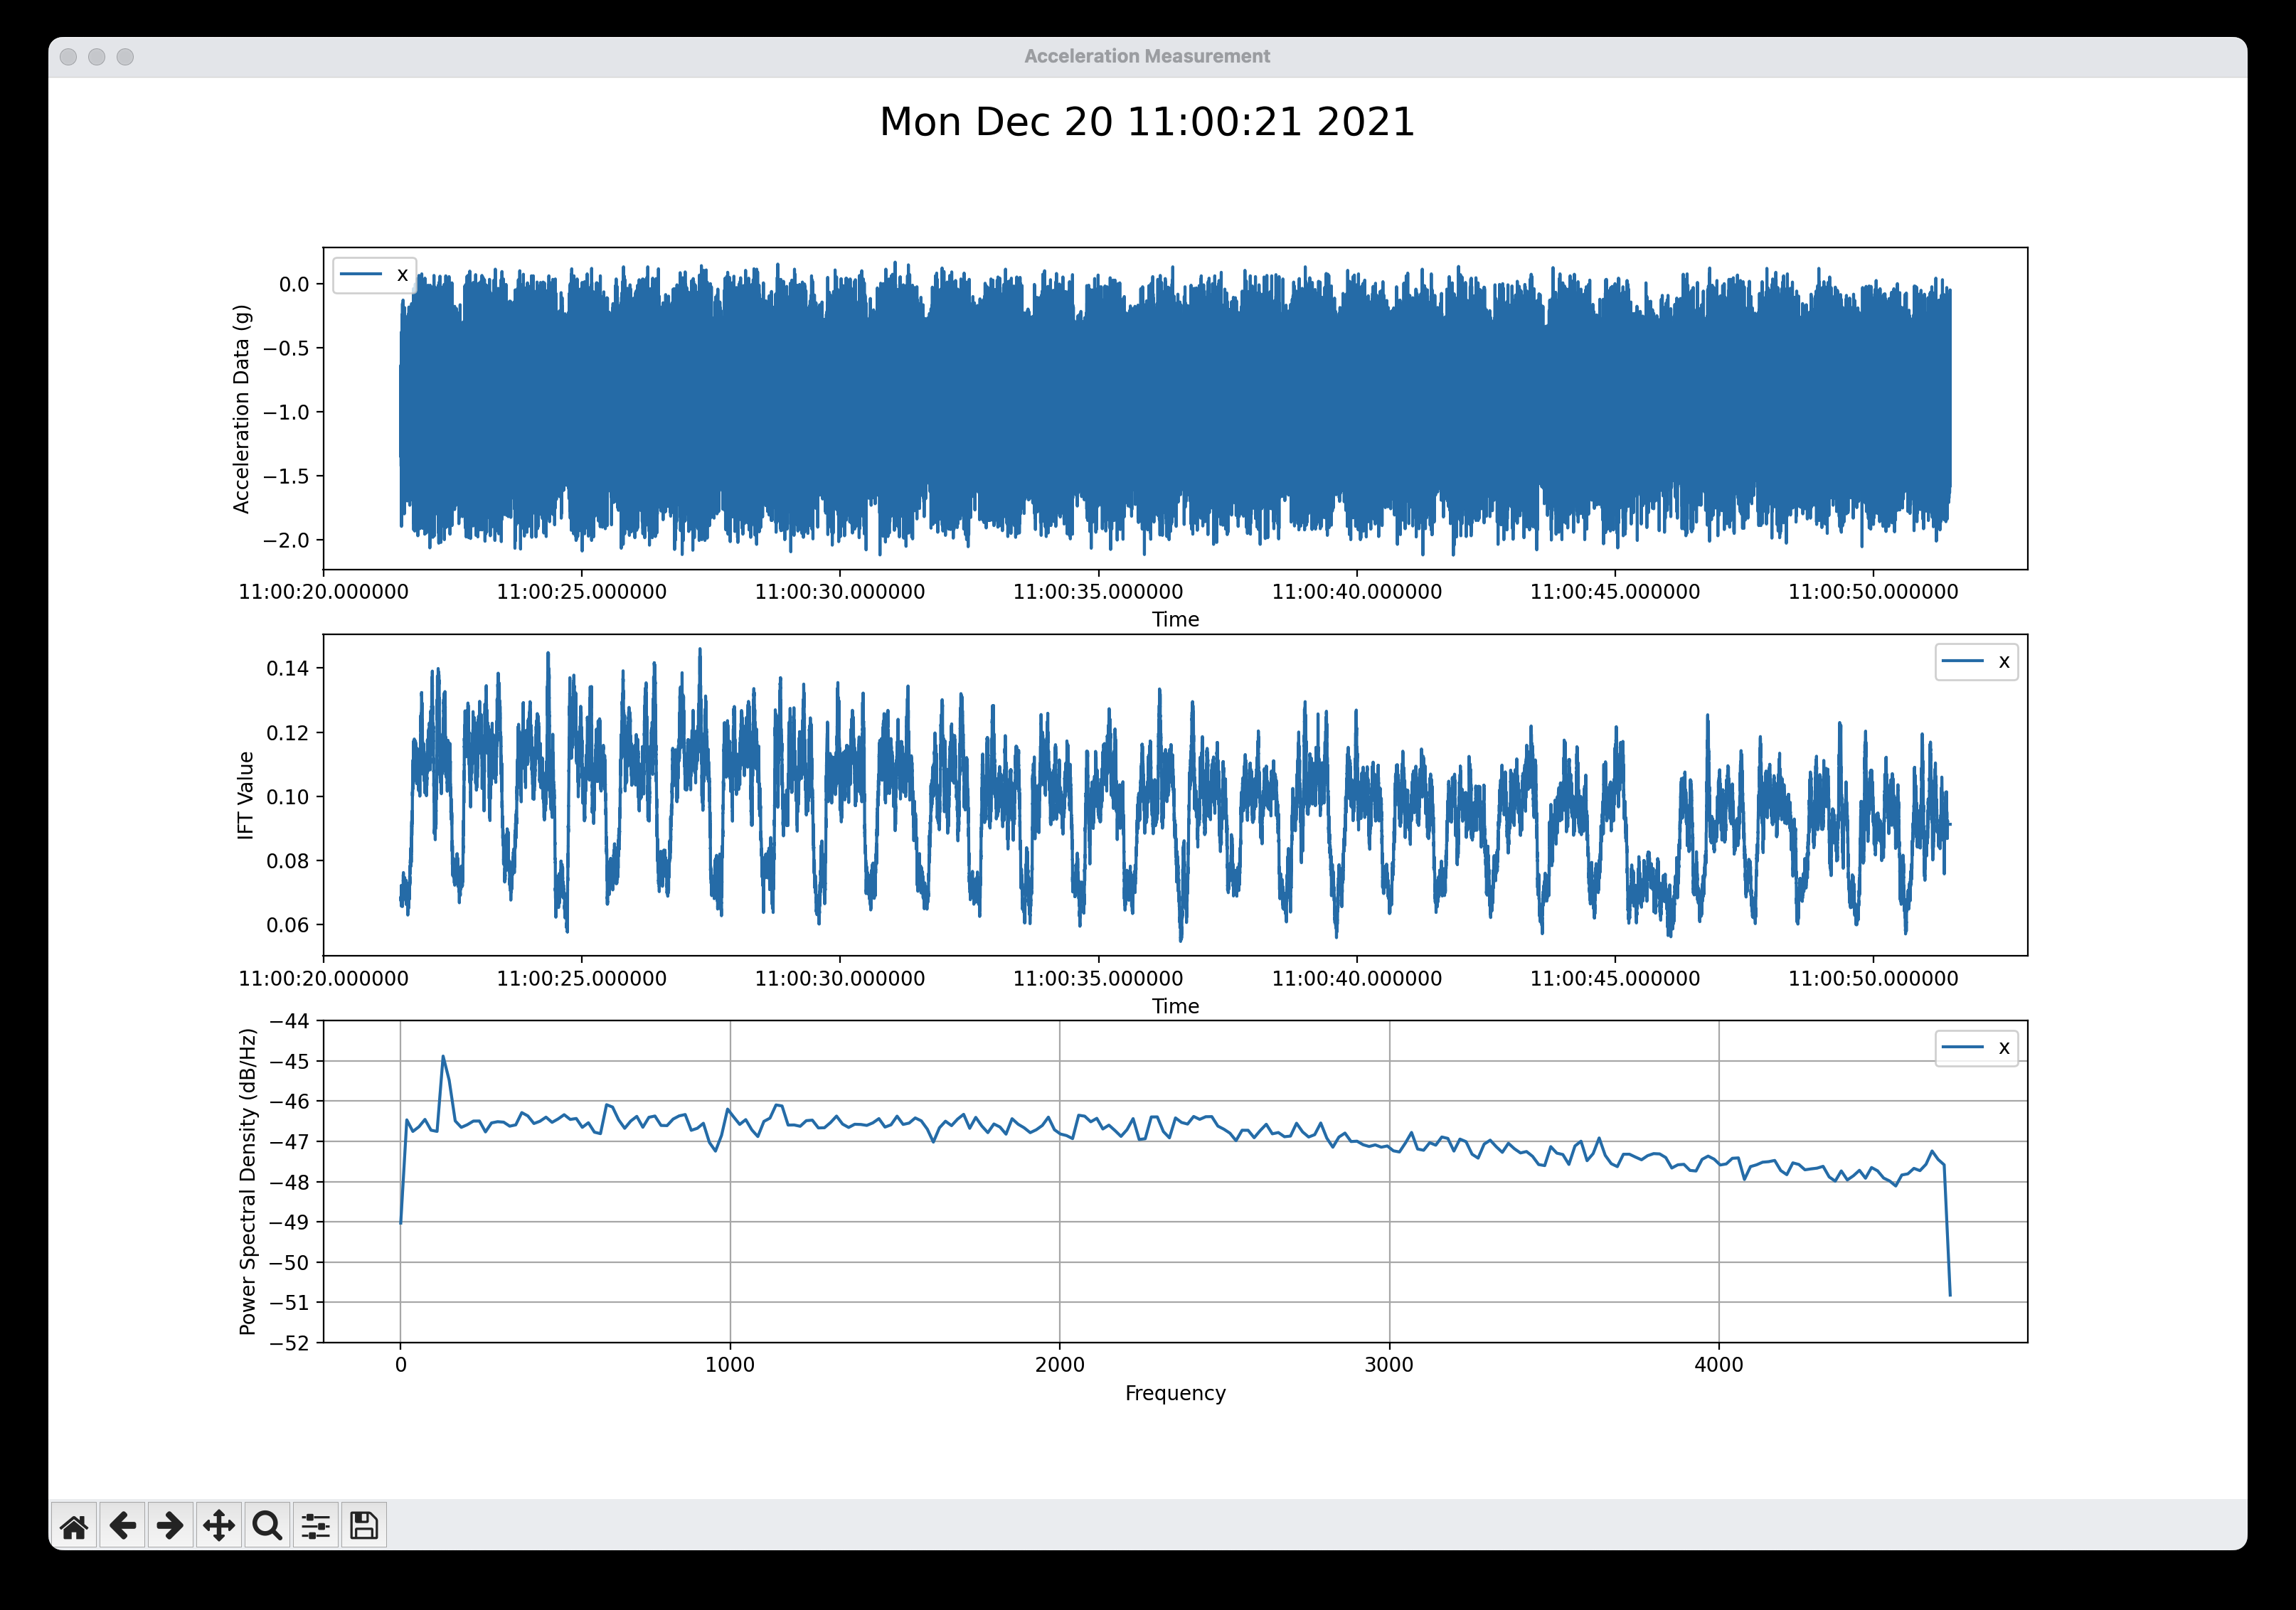 Acceleration Measurement
Mon Dec 20 11:00:21 2021
x
0.0
−0.5
−1.0
−1.5
−2.0
Acceleration Data (g)
11:00:20.000000 11:00:25.000000 11:00:30.000000 11:00:35.000000 11:00:40.000000 11:00:45.000000 11:00:50.000000
Time
x
0.14
0.12
0.10
0.08
0.06
IFT Value
11:00:20.000000 11:00:25.000000 11:00:30.000000 11:00:35.000000 11:00:40.000000 11:00:45.000000 11:00:50.000000
Time
x
−44
−45
−46
−47
−48
−49
−50
−51
−52
Power Spectral Density (dB/Hz)
0 1000 2000 3000 4000
Frequency